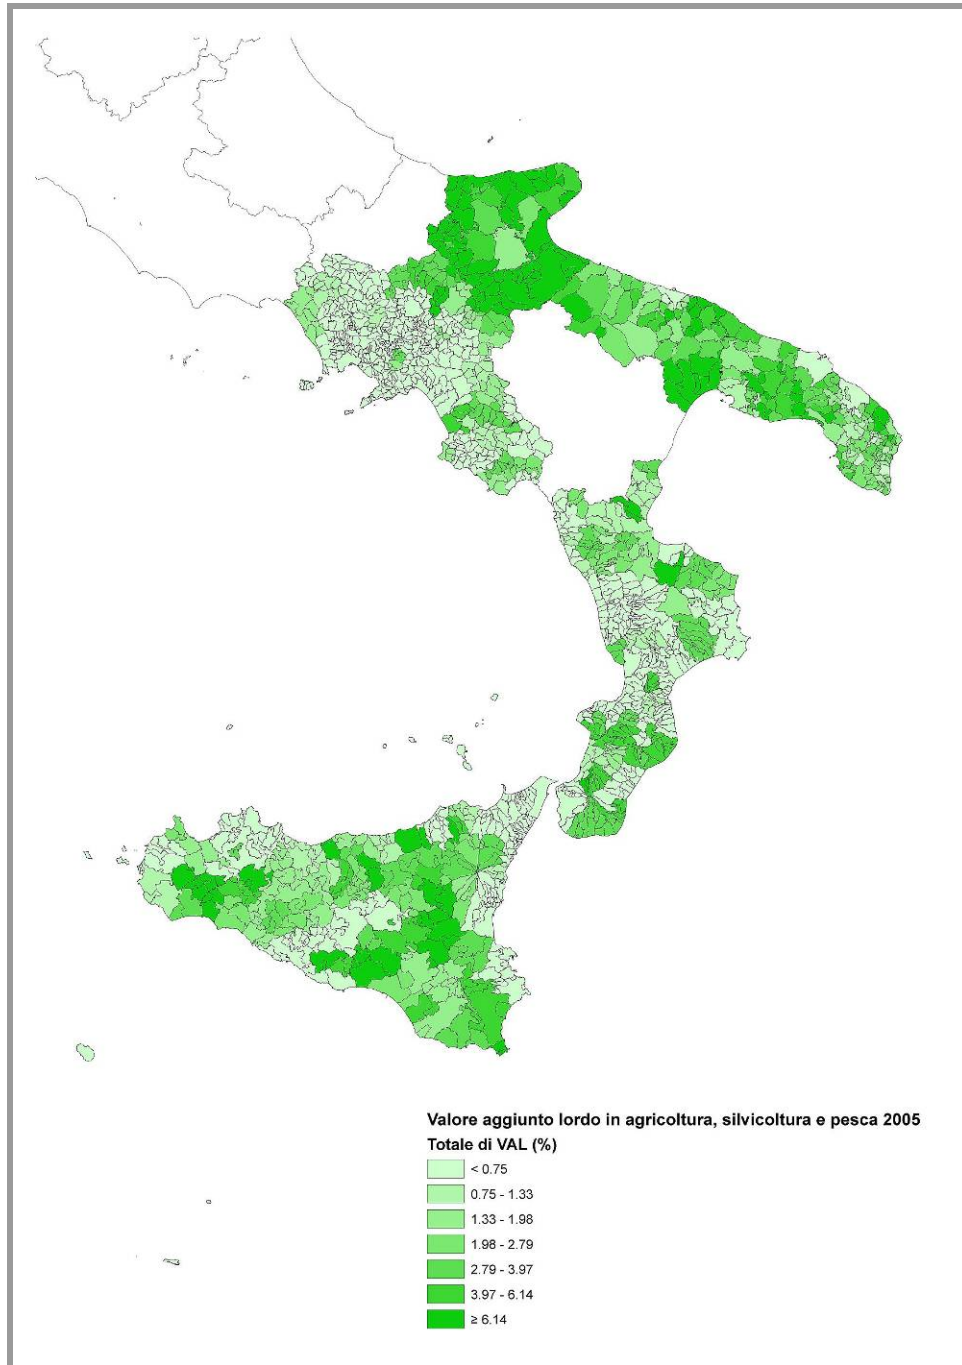 Valore aggiunto lordo in agricoltura, silvicoltura e pesca 2005
Totale di VAL (%)
< 0.75
0.75 - 1.33
1.33 - 1.98
1.98 - 2.79
2.79 - 3.97
3.97 - 6.14
≥ 6.14